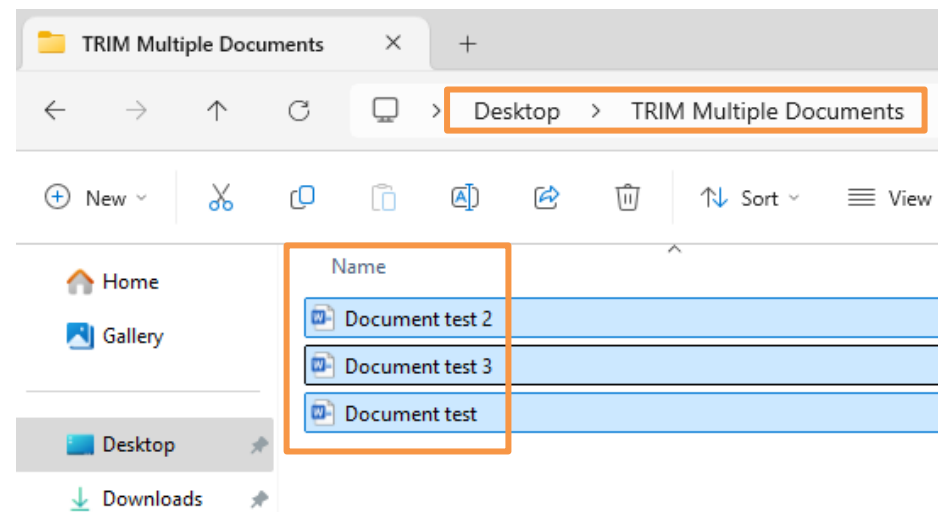 TRIM Multiple Documents
Desktop > TRIM Multiple Documents
New Sort View
Name
Home
Document test 2
Gallery
Document test 3
Document test
Desktop
Downloads